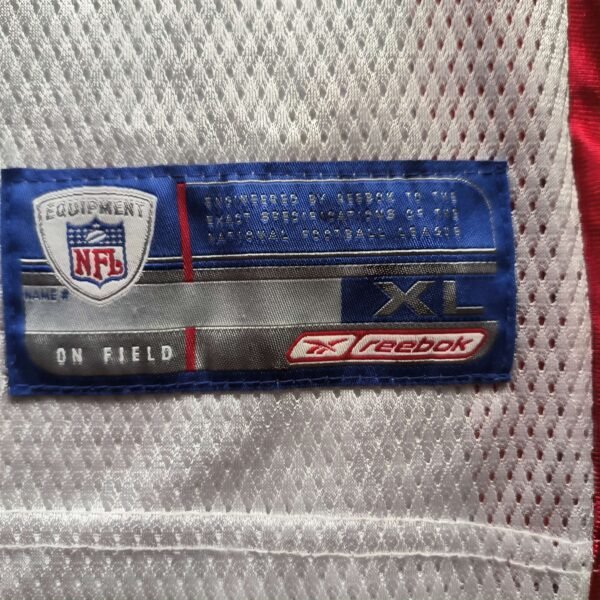 EQUIPMENT
NFL
ENGINEERED BY REEBOK TO THE
EXACT SPECIFICATIONS OF THE
NATIONAL FOOTBALL LEAGUE
NAME #
XL
ON FIELD
reebok